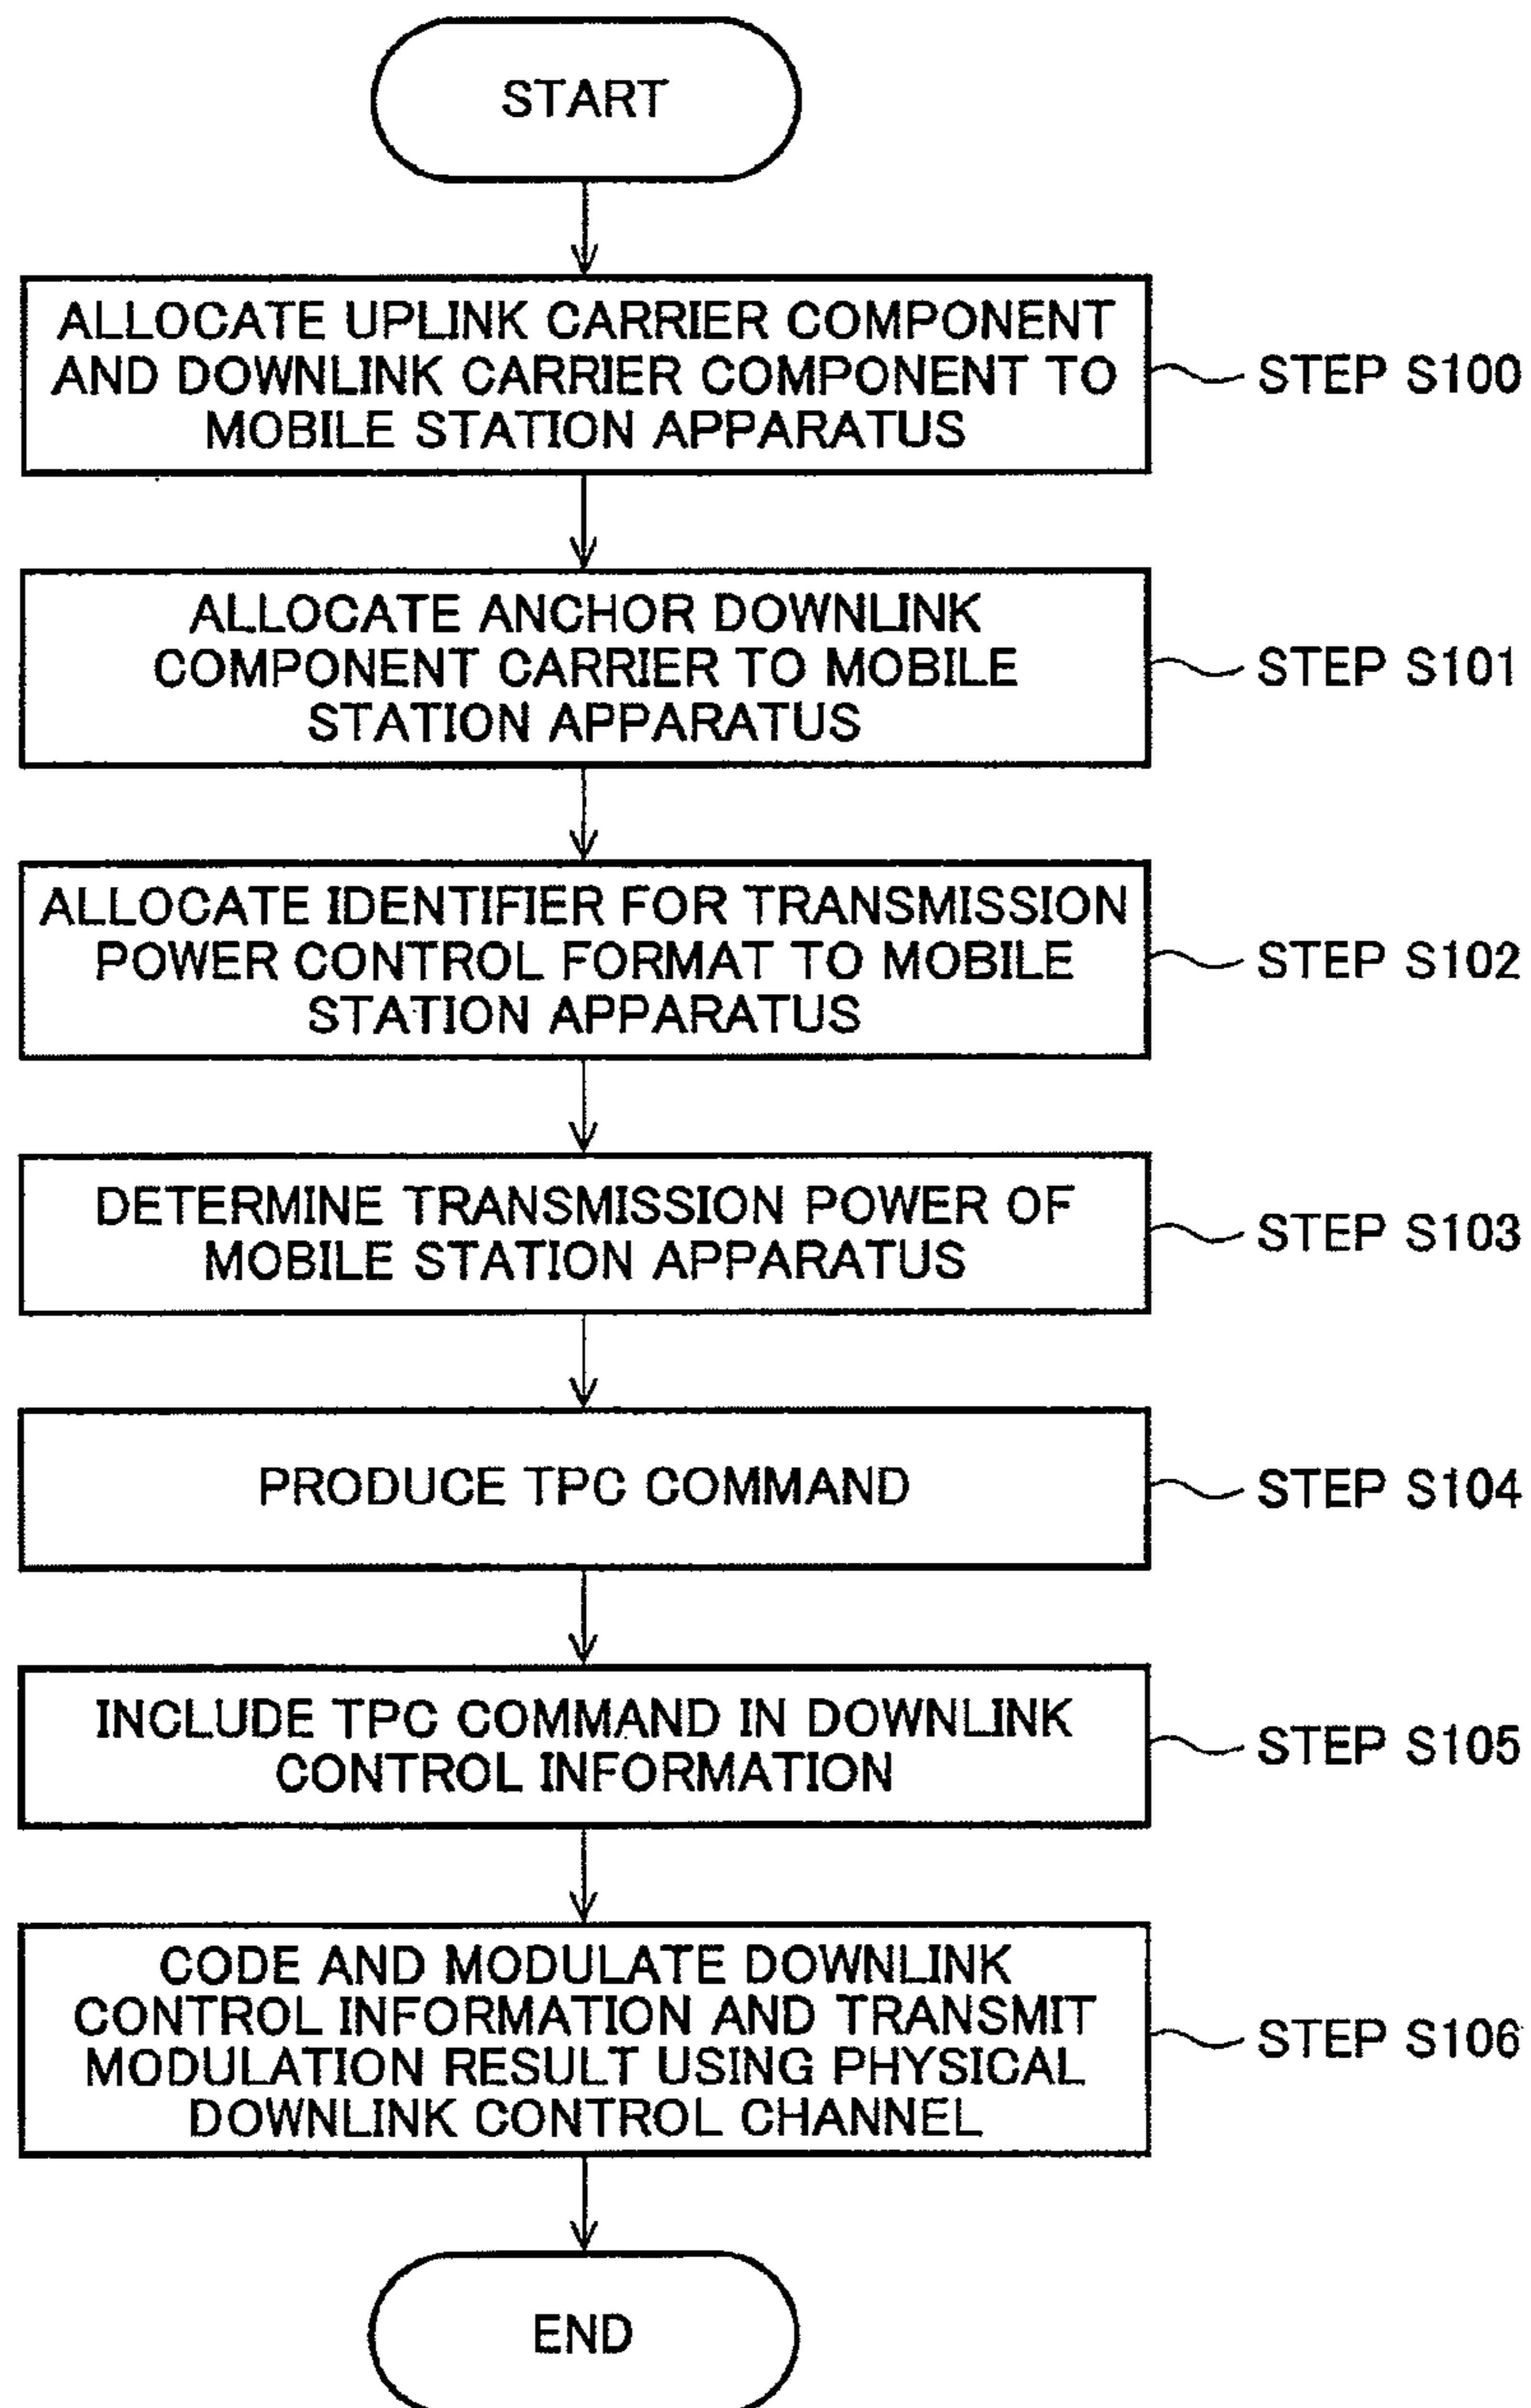 START
ALLOCATE UPLINK CARRIER COMPONENT
AND DOWNLINK CARRIER COMPONENT TO
MOBILE STATION APPARATUS
STEP S100
ALLOCATE ANCHOR DOWNLINK
COMPONENT CARRIER TO MOBILE
STATION APPARATUS
STEP S101
ALLOCATE IDENTIFIER FOR TRANSMISSION
POWER CONTROL FORMAT TO MOBILE
STATION APPARATUS
STEP S102
DETERMINE TRANSMISSION POWER OF
MOBILE STATION APPARATUS
STEP S103
PRODUCE TPC COMMAND
STEP S104
INCLUDE TPC COMMAND IN DOWNLINK
CONTROL INFORMATION
STEP S105
CODE AND MODULATE DOWNLINK
CONTROL INFORMATION AND TRANSMIT
MODULATION RESULT USING PHYSICAL
DOWNLINK CONTROL CHANNEL
STEP S106
END